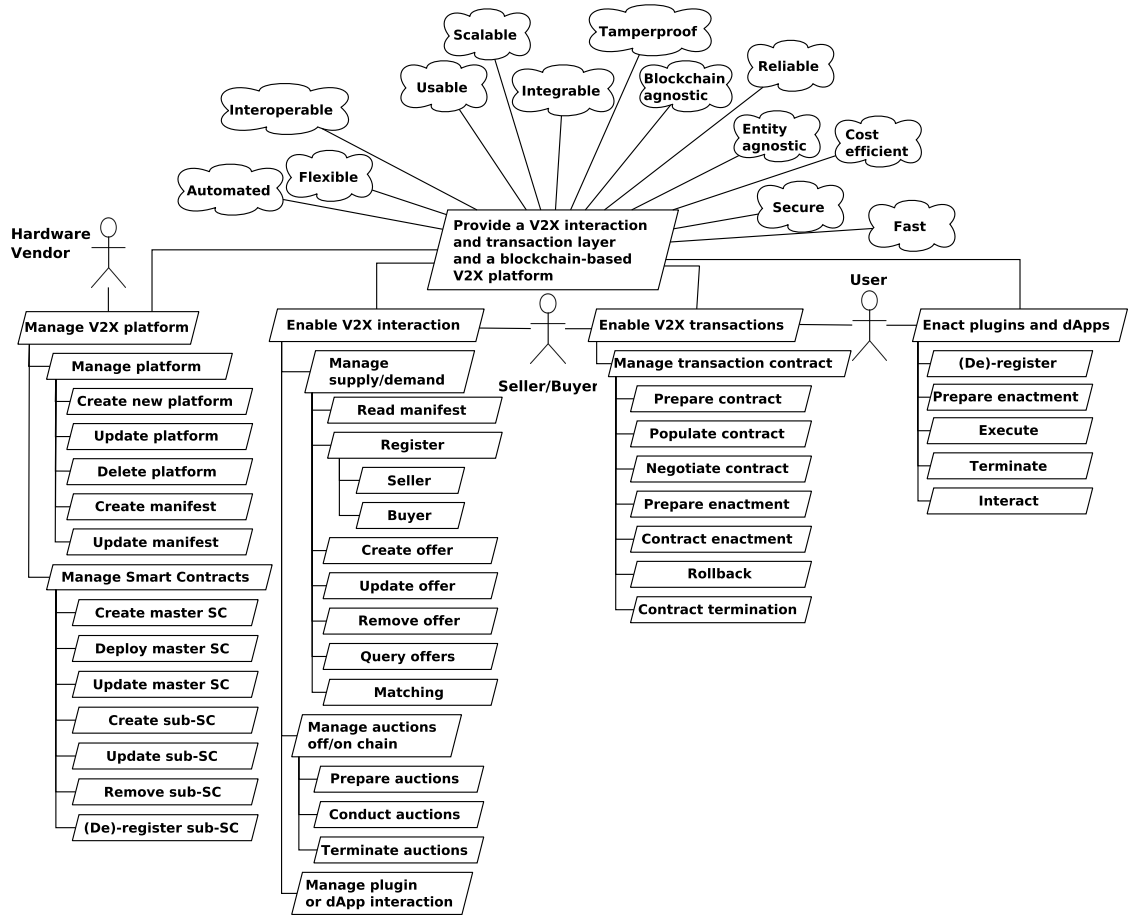 Scalable
Tamperproof
Usable
Integrable
Blockchain
agnostic
Reliable
Interoperable
Entity
agnostic
Cost
efficient
Automated
Flexible
Secure
Fast
Provide a V2X interaction
and transaction layer
and a blockchain-based
V2X platform
Hardware
Vendor
Seller/Buyer
User
Manage V2X platform
Manage platform
Create new platform
Update platform
Delete platform
Create manifest
Update manifest
Manage Smart Contracts
Create master SC
Deploy master SC
Update master SC
Create sub-SC
Update sub-SC
Remove sub-SC
(De)-register sub-SC
Enable V2X interaction
Manage
supply/demand
Read manifest
Register
Seller
Buyer
Create offer
Update offer
Remove offer
Query offers
Matching
Manage auctions
off/on chain
Prepare auctions
Conduct auctions
Terminate auctions
Manage plugin
or dApp interaction
Enable V2X transactions
Manage transaction contract
Prepare contract
Populate contract
Negotiate contract
Prepare enactment
Contract enactment
Rollback
Contract termination
Enact plugins and dApps
(De)-register
Prepare enactment
Execute
Terminate
Interact